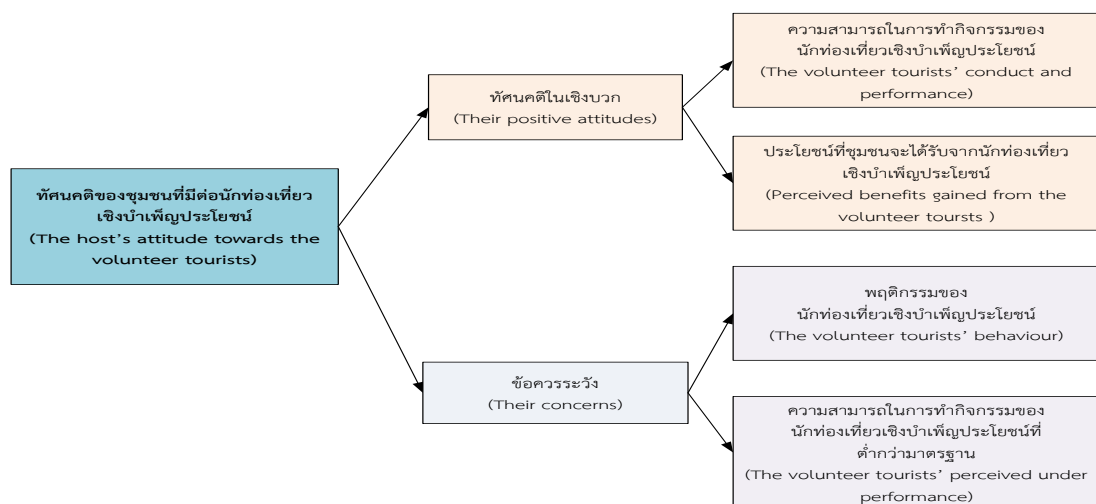 ทัศนคติของชุมชนที่มีต่อนักท่องเที่ยว
เชิงบำเพ็ญประโยชน์
(The host's attitude towards the
volunteer tourists)
ทัศนคติในเชิงบวก
(Their positive attitudes)
ความสามารถในการทำกิจกรรมของ
นักท่องเที่ยวเชิงบำเพ็ญประโยชน์
(The volunteer tourists' conduct and
performance)
ประโยชน์ที่ชุมชนจะได้รับจากนักท่องเที่ยว
เชิงบำเพ็ญประโยชน์
(Perceived benefits gained from the
volunteer toursts )
ข้อควรระวัง
(Their concerns)
พฤติกรรมของ
นักท่องเที่ยวเชิงบำเพ็ญประโยชน์
(The volunteer tourists' behaviour)
ความสามารถในการทำกิจกรรมของ
นักท่องเที่ยวเชิงบำเพ็ญประโยชน์ที่
ต่ำกว่ามาตรฐาน
(The volunteer tourists' perceived under
performance)